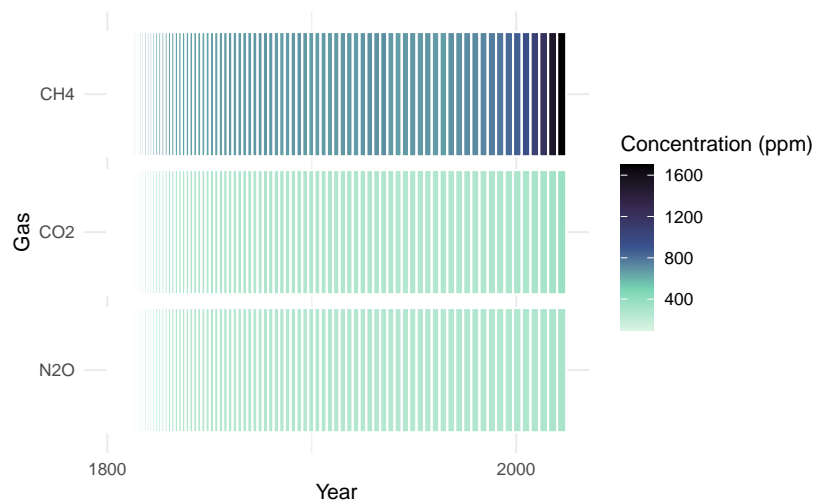 CH4
CO2
N2O
Gas
1800
2000
Year
Concentration (ppm)
1600
1200
800
400